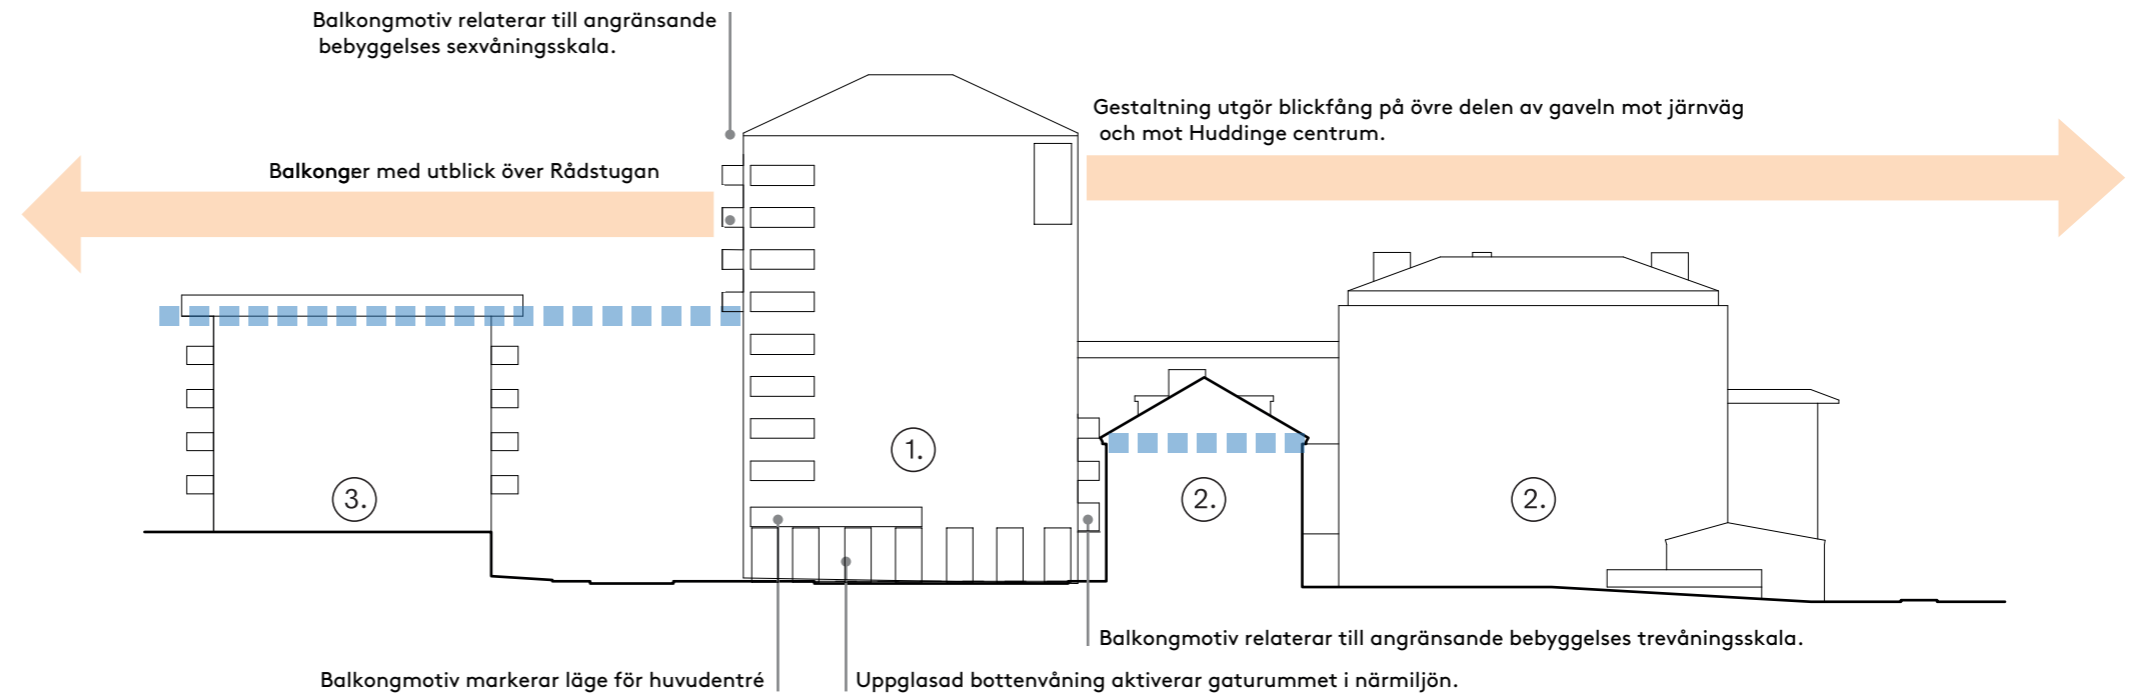 Balkongmotiv relaterar till angränsande
bebyggelses sexvåningsskala.
Gestaltning utgör blickfång på övre delen av gaveln mot järnväg
och mot Huddinge centrum.
Balkonger med utblick över Rådstugan
1.
3.
2.
2.
Balkongmotiv relaterar till angränsande bebyggelses trevåningsskala.
Balkongmotiv markerar läge för huvudentré
Uppglasad bottenvåning aktiverar gaturummet i närmiljön.